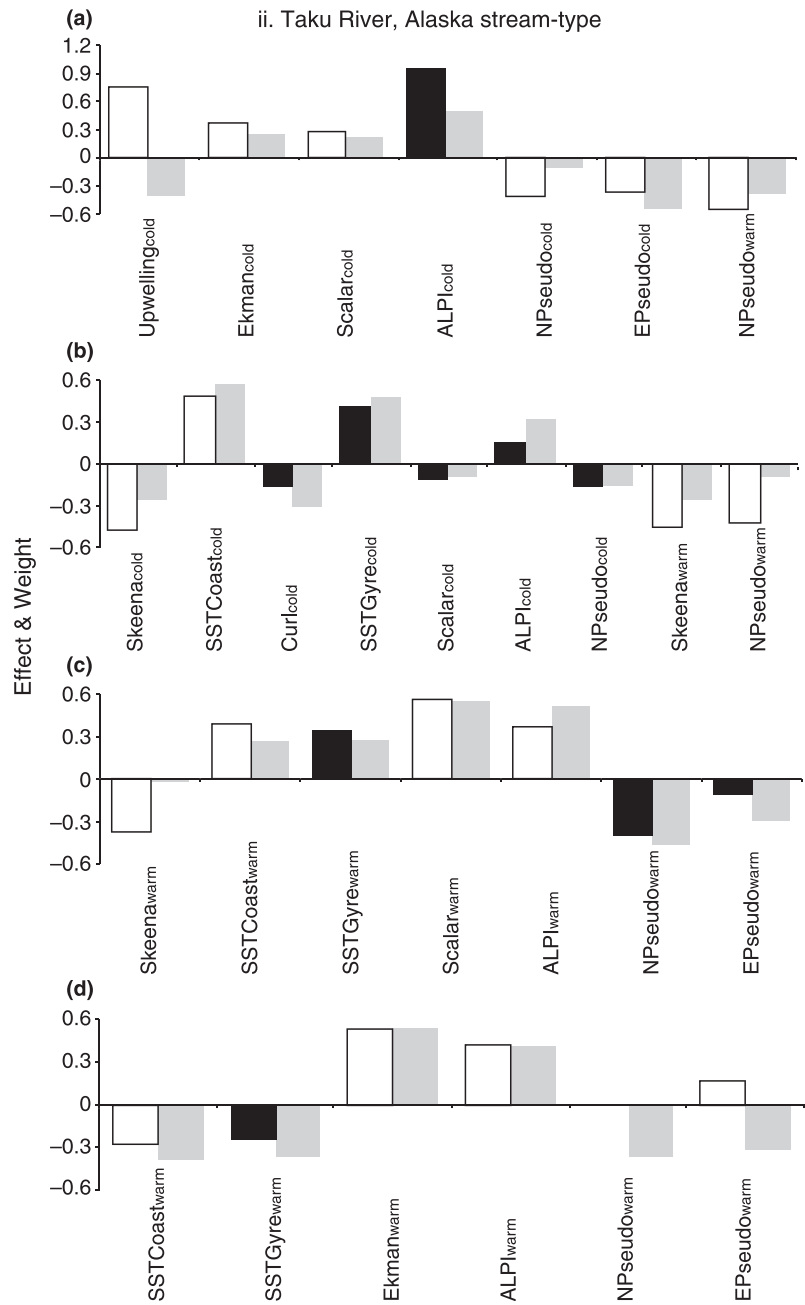 (a)
ii. Taku River, Alaska stream-type
1.2
0.9
0.6
0.3
0
–0.3
–0.6
Upwellingcold
Ekmancold
Scalarcold
ALPIcold
NPseudocold
EPseudocold
NPseudowarm
(b)
0.6
0.3
0
–0.3
–0.6
Skeenacold
SSTCoastcold
Curlcold
SSTGyrecold
Scalarcold
ALPIcold
NPseudocold
Skeenawarm
NPseudowarm
Effect & Weight
(c)
0.6
0.3
0
–0.3
–0.6
Skeenawarm
SSTCoastwarm
SSTGyrewarm
Scalarwarm
ALPIwarm
NPseudowarm
EPseudowarm
(d)
0.6
0.3
0
–0.3
–0.6
SSTCoastwarm
SSTGyrewarm
Ekmanwarm
ALPIwarm
NPseudowarm
EPseudowarm